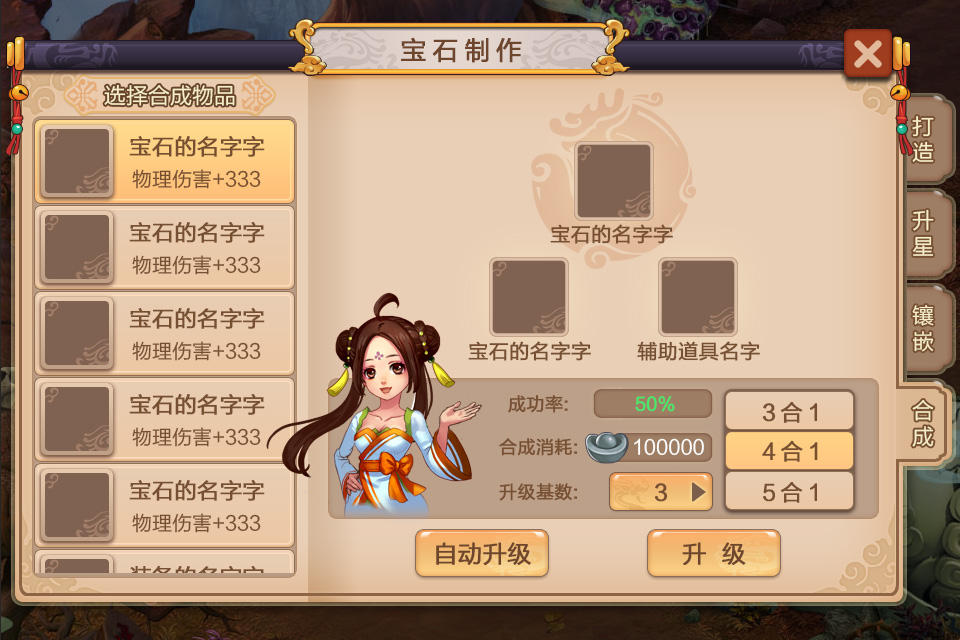 宝石制作
选择合成物品
宝石的名字字
物理伤害+333
宝石的名字字
物理伤害+333
宝石的名字字
物理伤害+333
宝石的名字字
物理伤害+333
宝石的名字字
物理伤害+333
装备的名字字
宝石的名字字
宝石的名字字
辅助道具名字
成功率:
50%
合成消耗:
100000
升级基数:
3
3合1
4合1
5合1
自动升级
升 级
打造
升星
镶嵌
合成